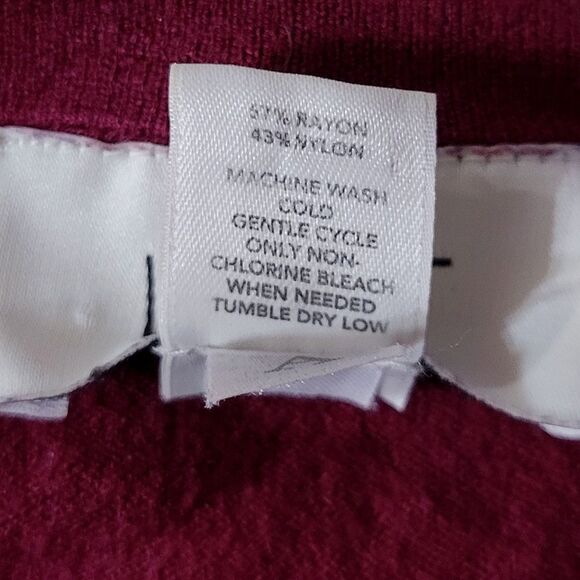 57% RAYON
43% NYLON
MACHINE WASH
COLD
GENTLE CYCLE
ONLY NON-
CHLORINE BLEACH
WHEN NEEDED
TUMBLE DRY LOW